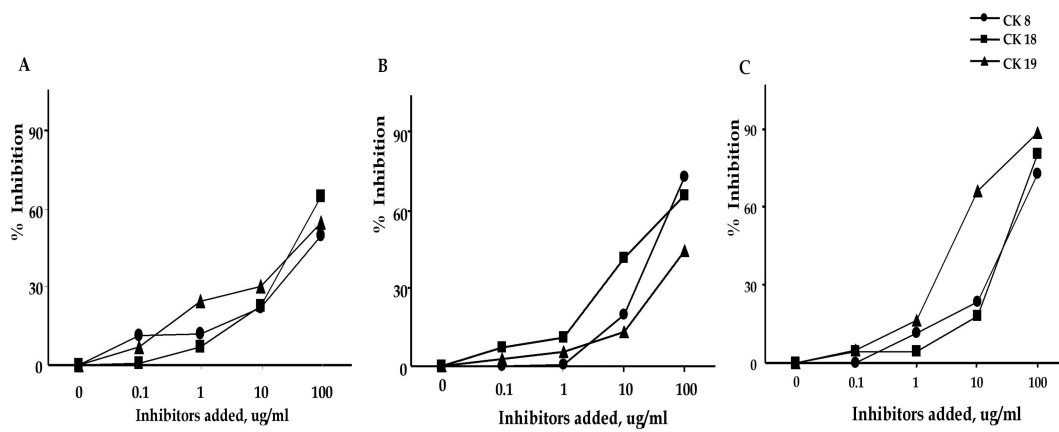 CK 8
CK 18
CK 19
A
% Inhibition
90
60
30
0
0 0.1 1 10 100
Inhibitors added, ug/ml
B
% Inhibition
90
60
30
0
0 0.1 1 10 100
Inhibitors added, ug/ml
C
% Inhibition
90
60
30
0
0 0.1 1 10 100
Inhibitors added, ug/ml